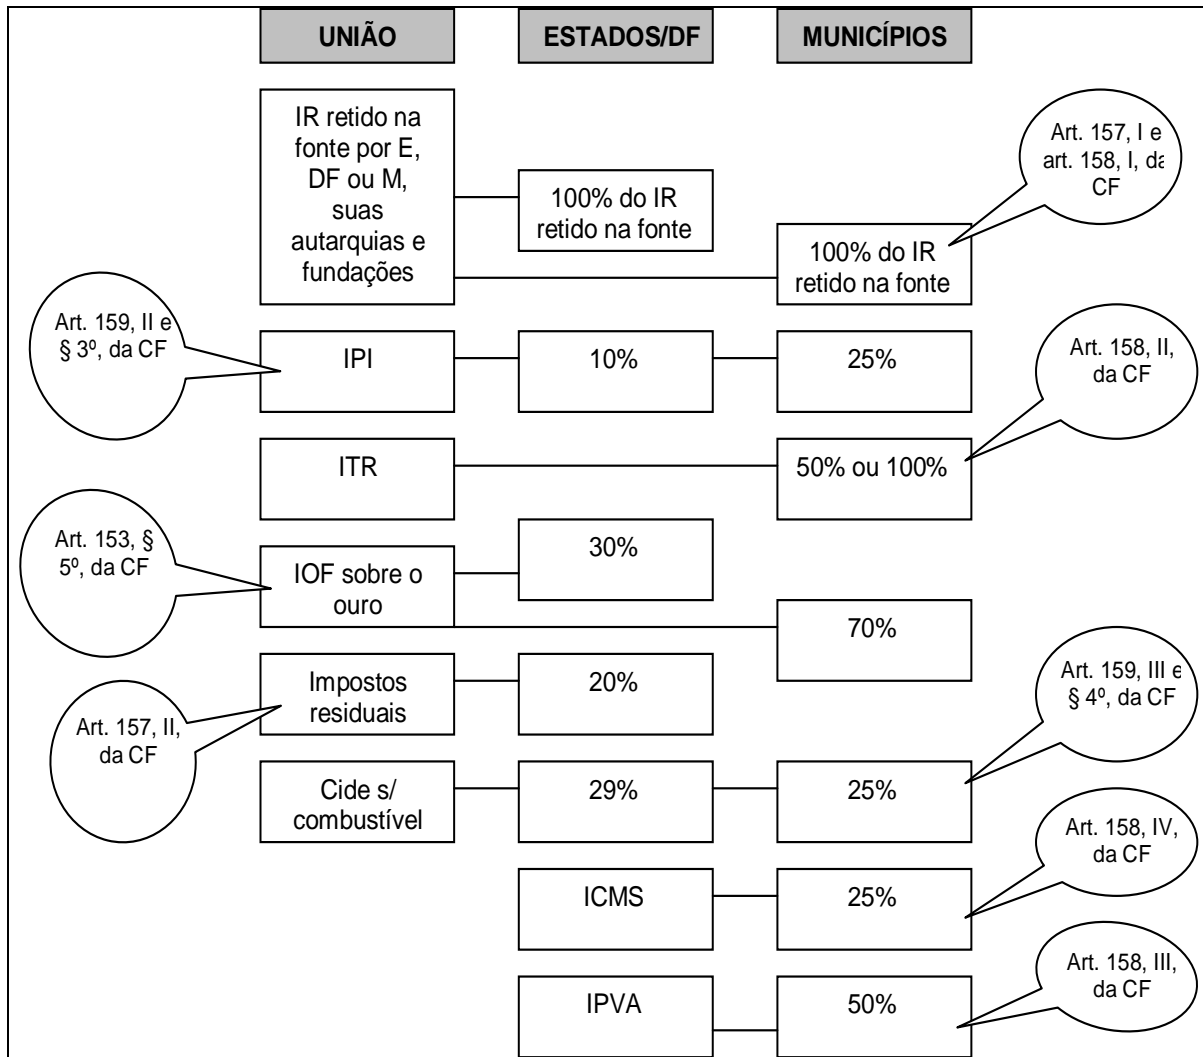 UNIÃO
ESTADOS/DF
MUNICÍPIOS
IR retido na
fonte por E,
DF ou M,
suas
autarquias e
fundações
100% do IR
retido na fonte
100% do IR
retido na fonte
Art. 157, I e
art. 158, I, da
CF
Art. 159, II e
§ 3º, da CF
IPI
10%
25%
Art. 158, II,
da CF
ITR
50% ou 100%
Art. 153, §
5º, da CF
IOF sobre o
ouro
30%
70%
Art. 157, II,
da CF
Impostos
residuais
20%
Art. 159, III e
§ 4º, da CF
Cide s/
combustível
29%
25%
Art. 158, IV,
da CF
ICMS
25%
Art. 158, III,
da CF
IPVA
50%